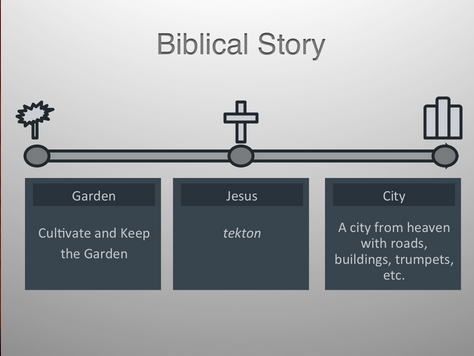 Biblical Story
Garden
Cultivate and Keep
the Garden
Jesus
tekton
City
A city from heaven
with roads,
buildings, trumpets,
etc.